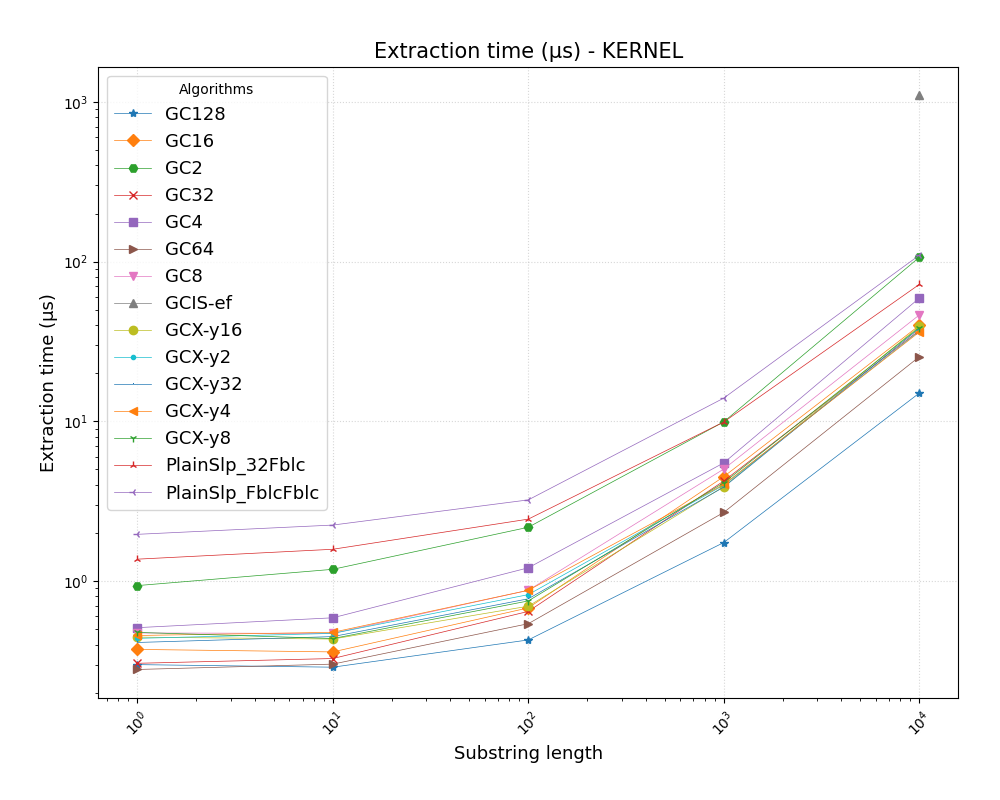 Extraction time (μs) - KERNEL
Extraction time (μs)
10³
10²
10¹
10⁰
Algorithms
GC128
GC16
GC2
GC32
GC4
GC64
GC8
GCIS-ef
GCX-y16
GCX-y2
GCX-y32
GCX-y4
GCX-y8
PlainSlp_32Fblc
PlainSlp_FblcFblc
10⁰ 10¹ 10² 10³ 10⁴
Substring length